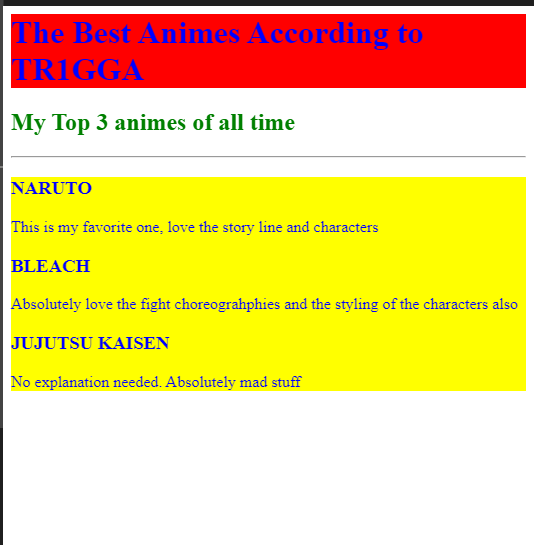 The Best Animes According to
TR1GGA
My Top 3 animes of all time
NARUTO
This is my favorite one, love the story line and characters
BLEACH
Absolutely love the fight choreograhphies and the styling of the characters also
JUJUTSU KAISEN
No explanation needed. Absolutely mad stuff